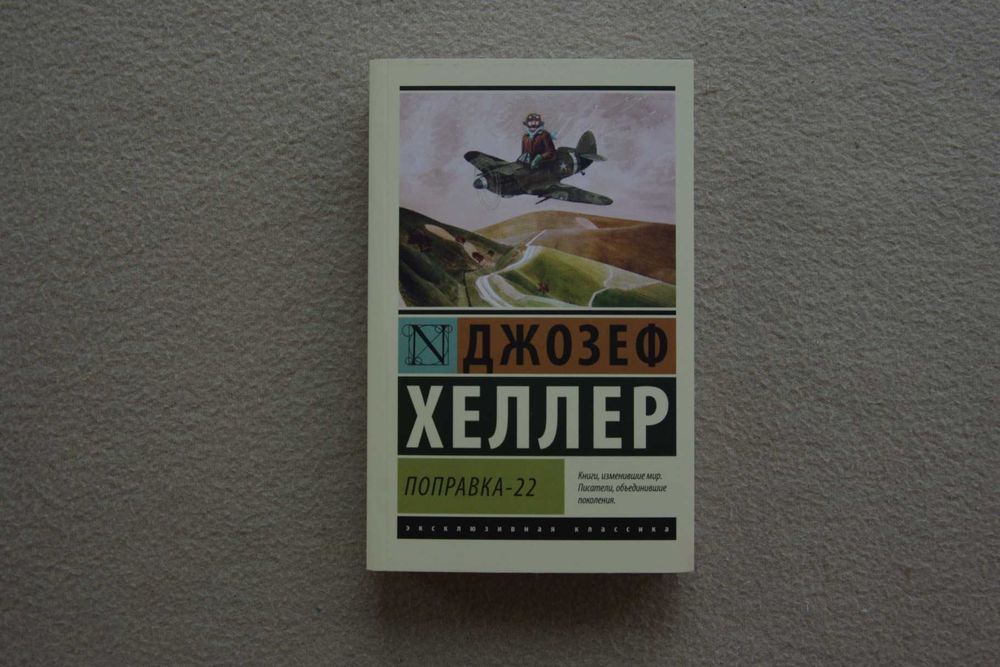 N ДЖОЗЕФ
ХЕЛЛЕР
ПОПРАВКА-22
Книги, изменившие мир.
Писатели, объединившие
поколения.
эксклюзивная классика